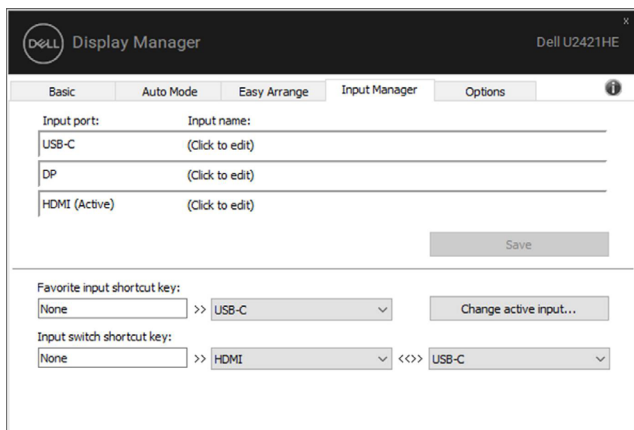 x
DELL Display Manager Dell U2421HE
Basic Auto Mode Easy Arrange Input Manager Options i
Input port: Input name:
USB-C (Click to edit)
DP (Click to edit)
HDMI (Active) (Click to edit)
Save
Favorite input shortcut key:
None >> USB-C Change active input...
Input switch shortcut key:
None >> HDMI <<>> USB-C